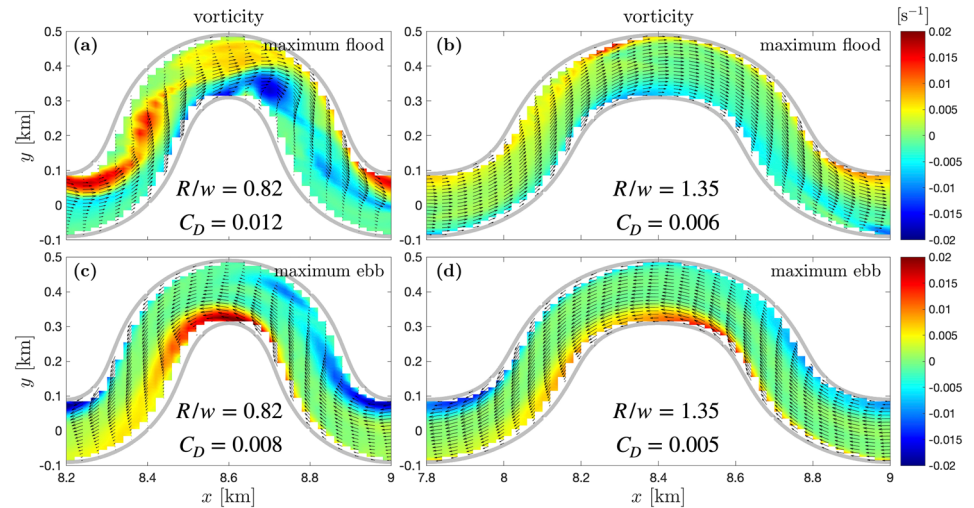 vorticity
vorticity
[s⁻¹]
(a) maximum flood
(b) maximum flood
0.5
0.4
0.3
0.2
0.1
0
-0.1
y [km]
R/w = 0.82
C_D = 0.012
0.5
0.4
0.3
0.2
0.1
0
-0.1
R/w = 1.35
C_D = 0.006
0.02
0.015
0.01
0.005
0
-0.005
-0.01
-0.015
-0.02
(c) maximum ebb
(d) maximum ebb
0.5
0.4
0.3
0.2
0.1
0
-0.1
y [km]
R/w = 0.82
C_D = 0.008
8.2 8.4 8.6 8.8 9
x [km]
0.5
0.4
0.3
0.2
0.1
0
-0.1
R/w = 1.35
C_D = 0.005
7.8 8 8.2 8.4 8.6 8.8 9
x [km]
0.02
0.015
0.01
0.005
0
-0.005
-0.01
-0.015
-0.02